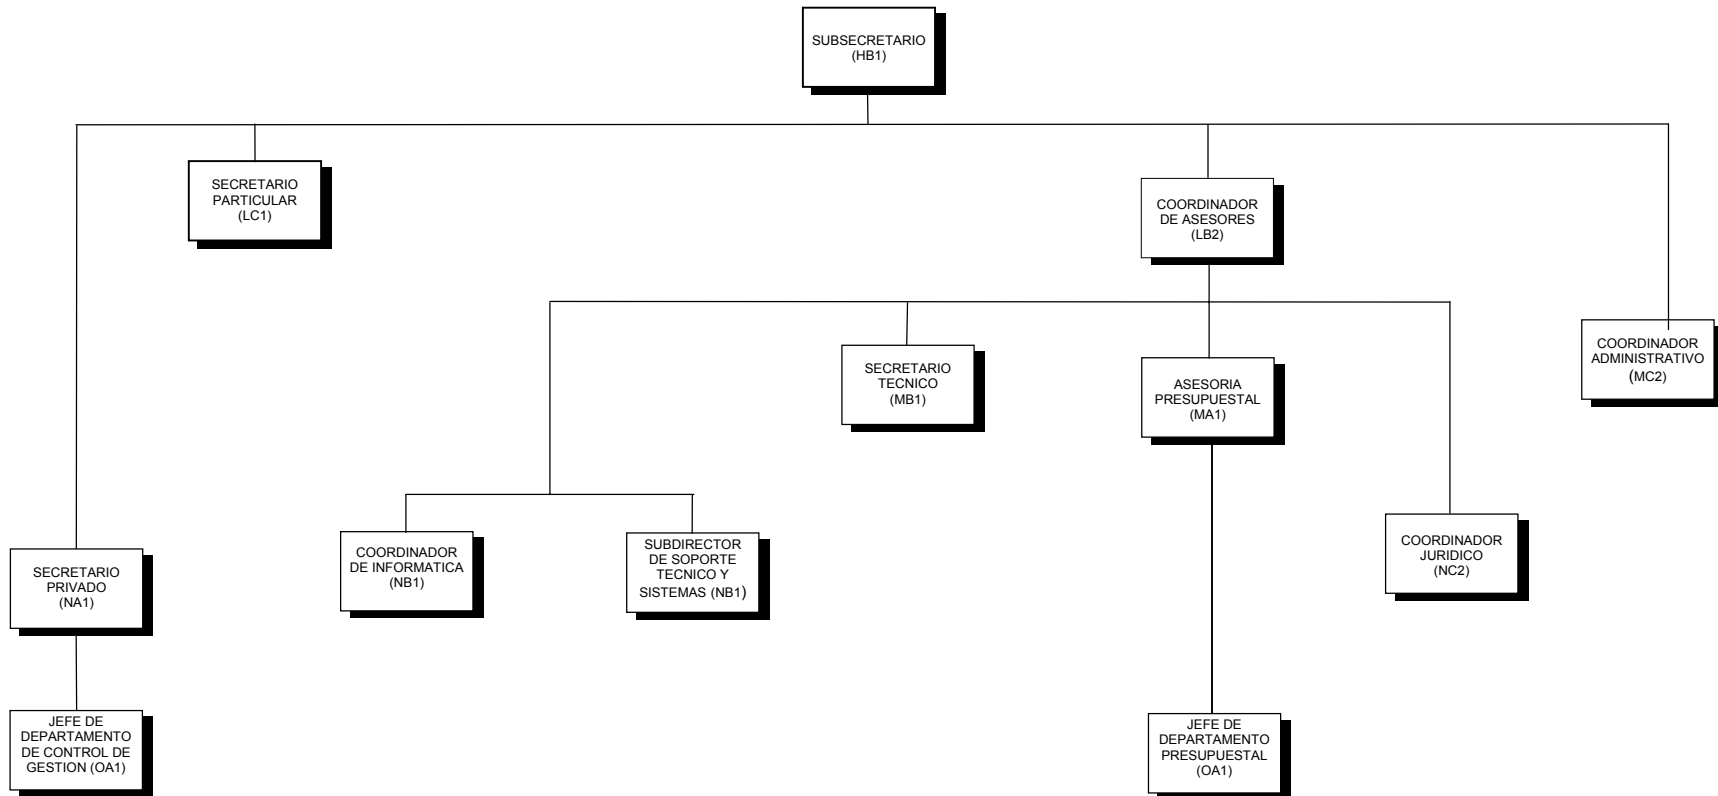 SUBSECRETARIO
(HB1)
SECRETARIO
PARTICULAR
(LC1)
COORDINADOR
DE ASESORES
(LB2)
COORDINADOR
ADMINISTRATIVO
(MC2)
SECRETARIO
TECNICO
(MB1)
ASESORIA
PRESUPUESTAL
(MA1)
COORDINADOR
DE INFORMATICA
(NB1)
SUBDIRECTOR
DE SOPORTE
TECNICO Y
SISTEMAS (NB1)
COORDINADOR
JURIDICO
(NC2)
SECRETARIO
PRIVADO
(NA1)
JEFE DE
DEPARTAMENTO
DE CONTROL DE
GESTION (OA1)
JEFE DE
DEPARTAMENTO
PRESUPUESTAL
(OA1)